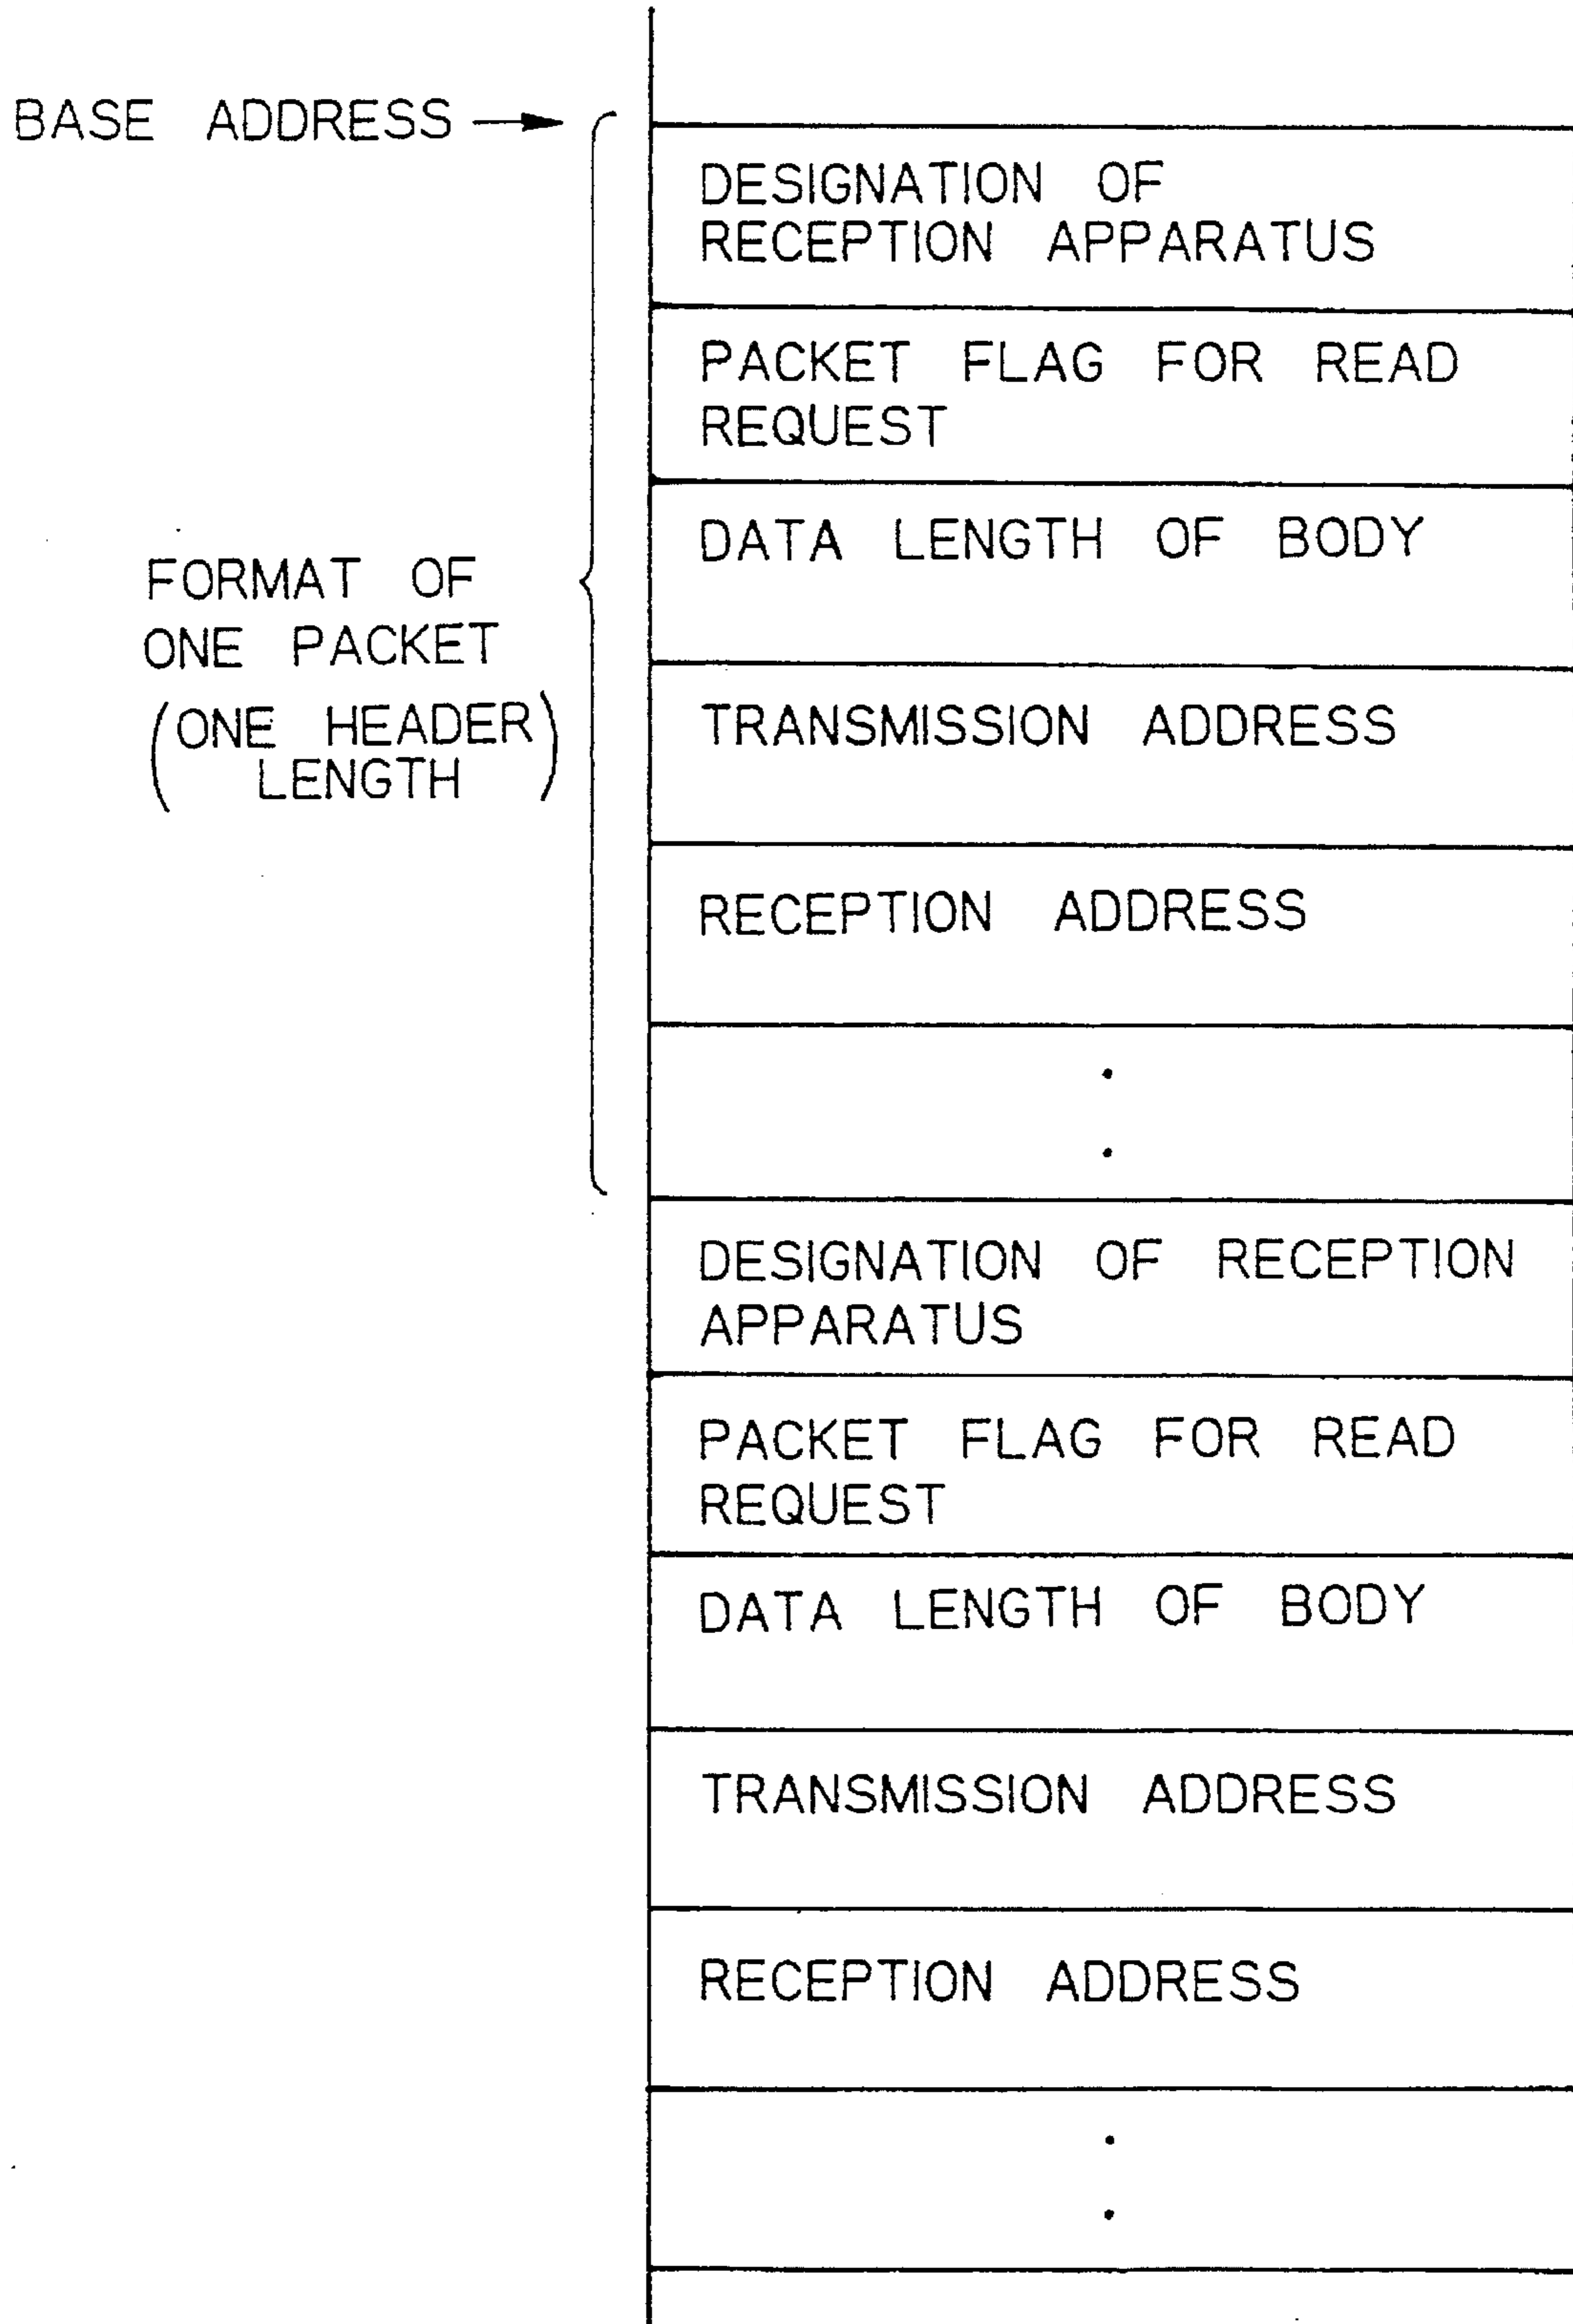 BASE ADDRESS
DESIGNATION OF
RECEPTION APPARATUS
PACKET FLAG FOR READ
REQUEST
DATA LENGTH OF BODY
FORMAT OF
ONE PACKET
(ONE HEADER
LENGTH)
TRANSMISSION ADDRESS
RECEPTION ADDRESS
DESIGNATION OF RECEPTION
APPARATUS
PACKET FLAG FOR READ
REQUEST
DATA LENGTH OF BODY
TRANSMISSION ADDRESS
RECEPTION ADDRESS